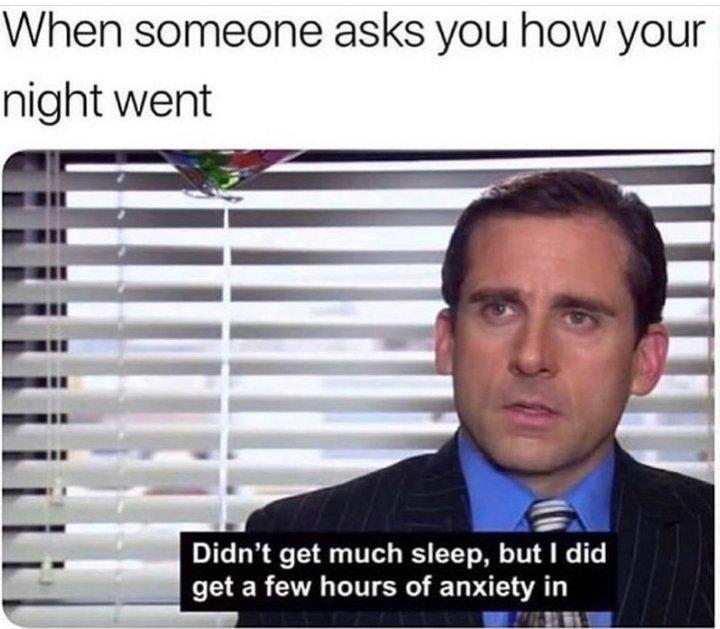 When someone asks you how your
night went
Didn't get much sleep, but I did
get a few hours of anxiety in